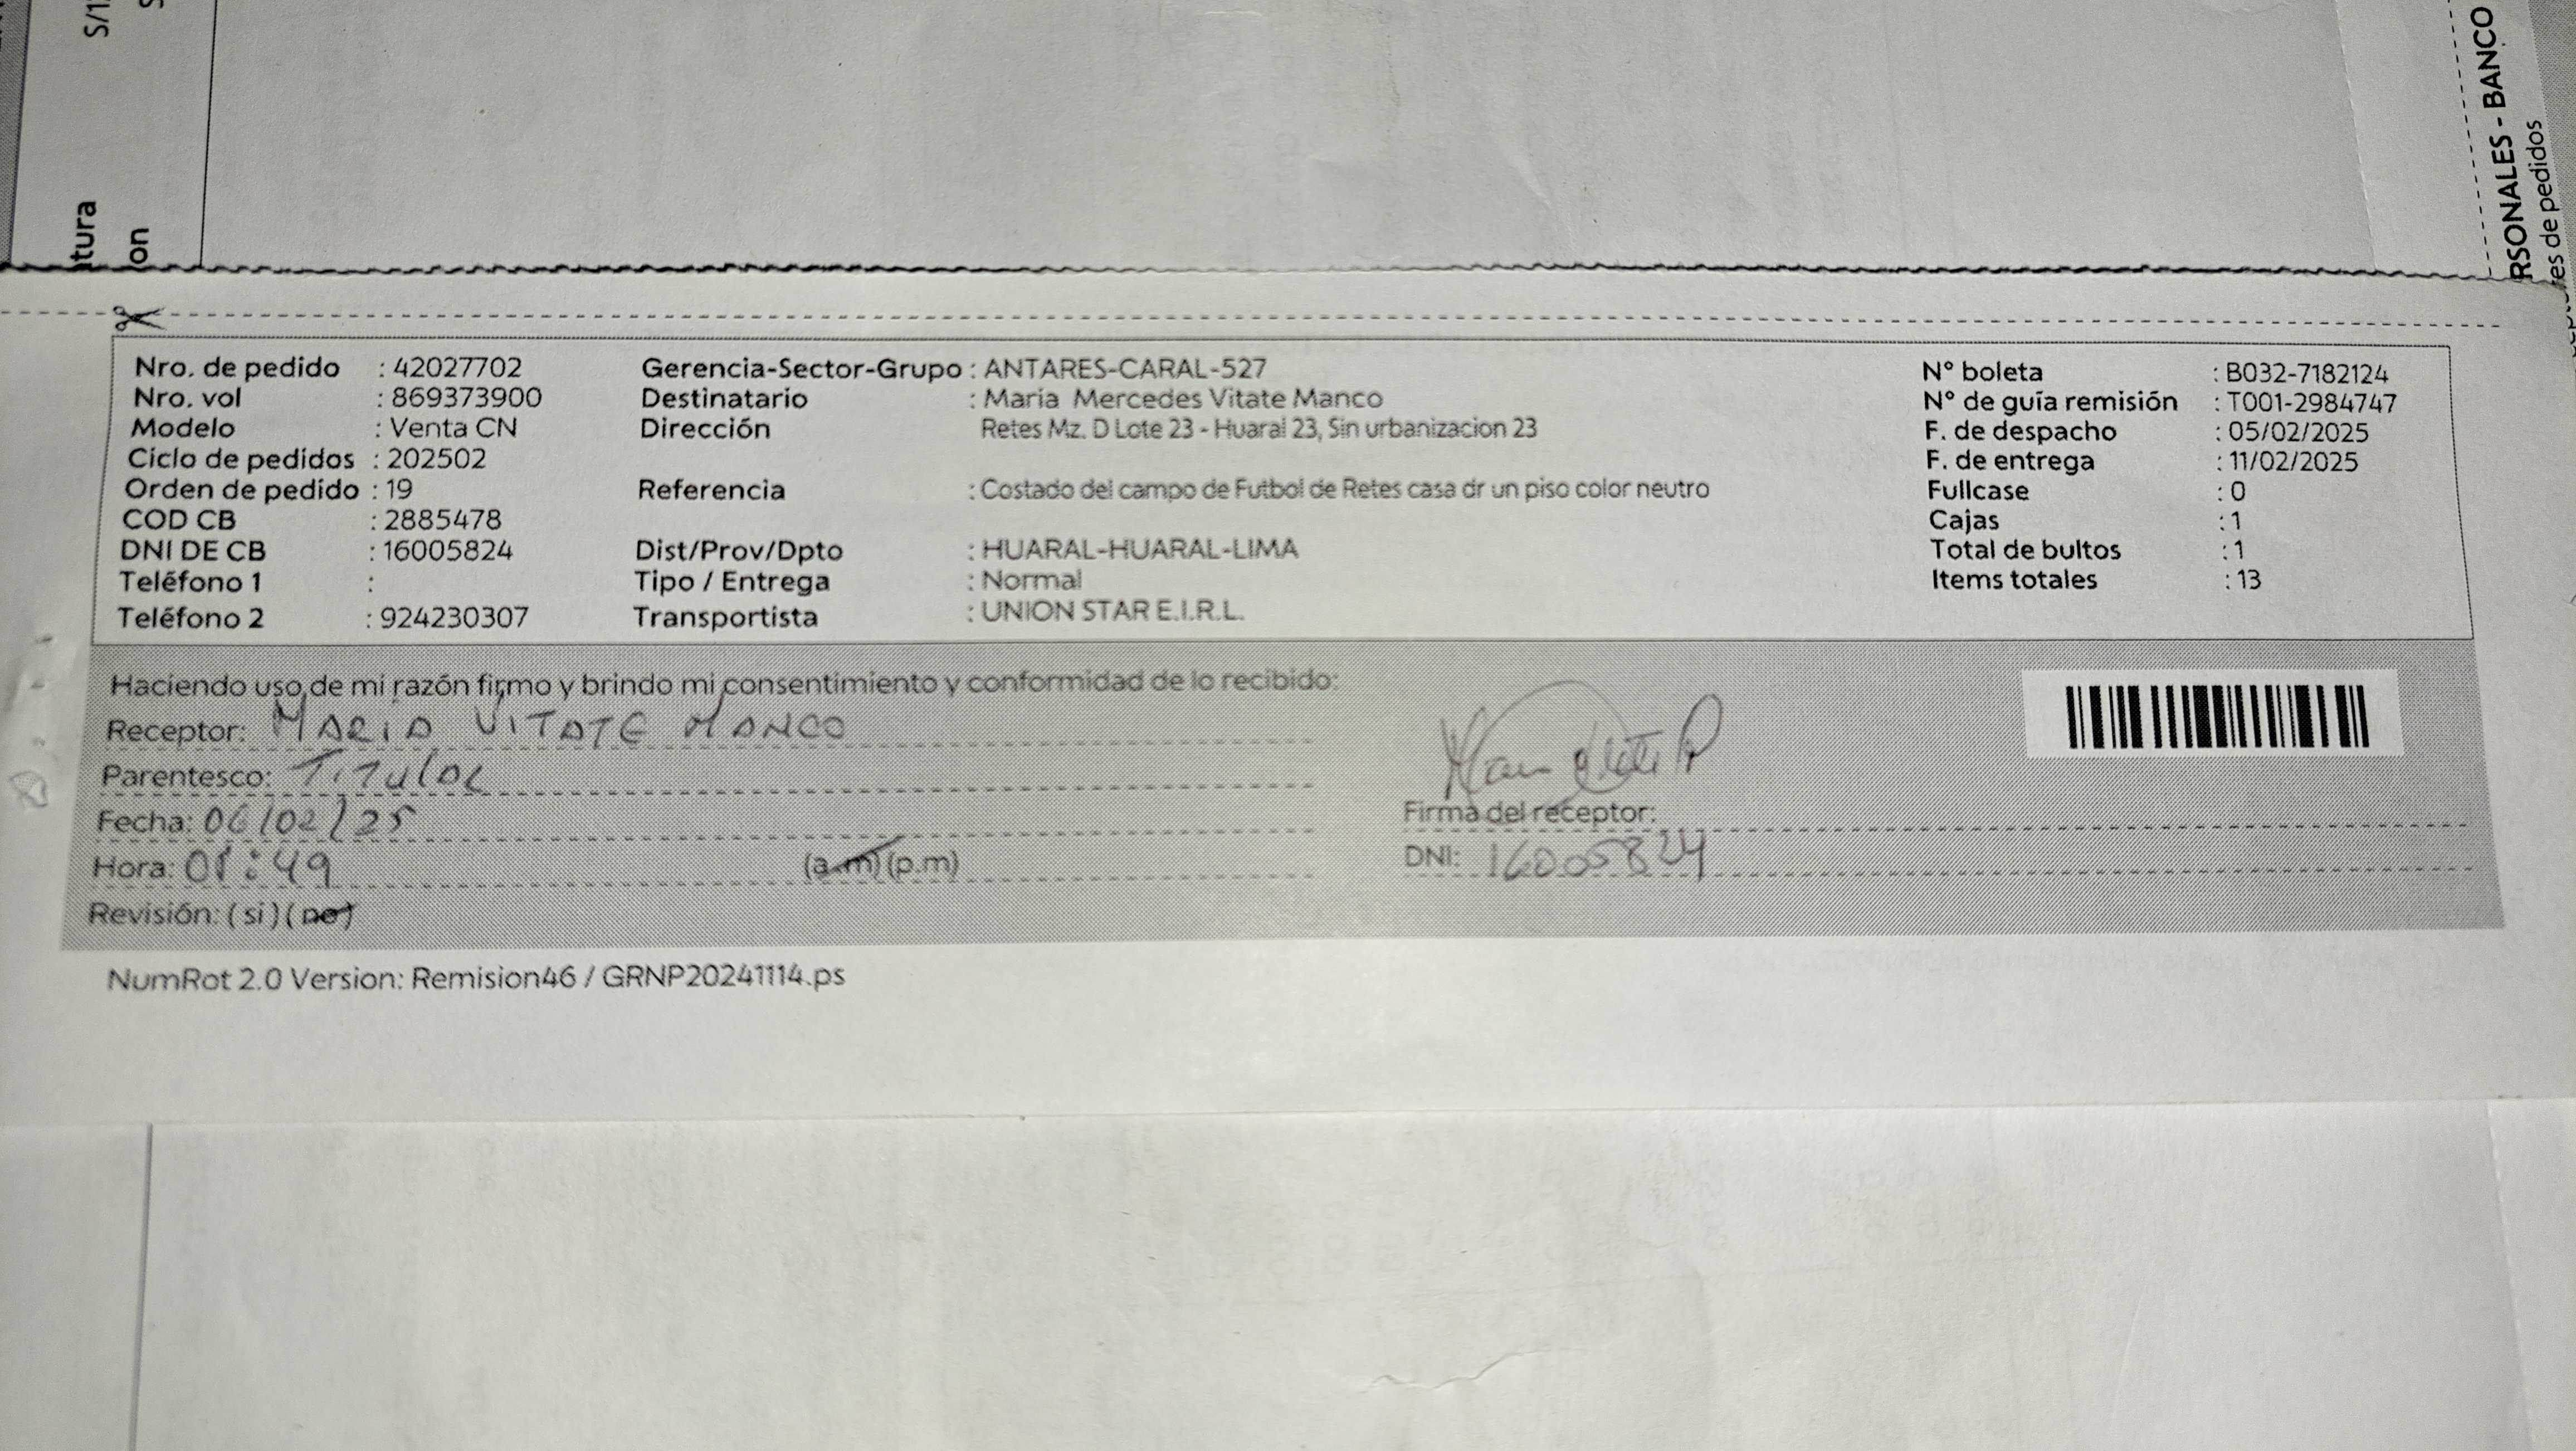 S/1
tura
on
RSONALES - BANCO
es de pedidos
Nro. de pedido : 42027702 Gerencia-Sector-Grupo : ANTARES-CARAL-527 N° boleta : B032-7182124
Nro. vol : 869373900 Destinatario : Maria Mercedes Vitate Manco N° de guía remisión : T001-2984747
Modelo : Venta CN Dirección Retes Mz. D Lote 23 - Huaral 23, Sin urbanizacion 23 F. de despacho : 05/02/2025
Ciclo de pedidos : 202502 F. de entrega : 11/02/2025
Orden de pedido : 19 Referencia : Costado del campo de Futbol de Retes casa dr un piso color neutro Fullcase : 0
COD CB : 2885478 Cajas : 1
DNI DE CB : 16005824 Dist/Prov/Dpto : HUARAL-HUARAL-LIMA Total de bultos : 1
Teléfono 1 : Tipo / Entrega : Normal Items totales : 13
Teléfono 2 : 924230307 Transportista : UNION STAR E.I.R.L.
Haciendo uso de mi razón firmo y brindo mi consentimiento y conformidad de lo recibido:
Receptor: MARIA VITATE MANCO
Parentesco: Titular
Fecha: 06/02/25 Firma del receptor:
Hora: 01:49 (a.m) (p.m) DNI: 16005824
Revisión: (si) (no)
NumRot 2.0 Version: Remision46 / GRNP20241114.ps